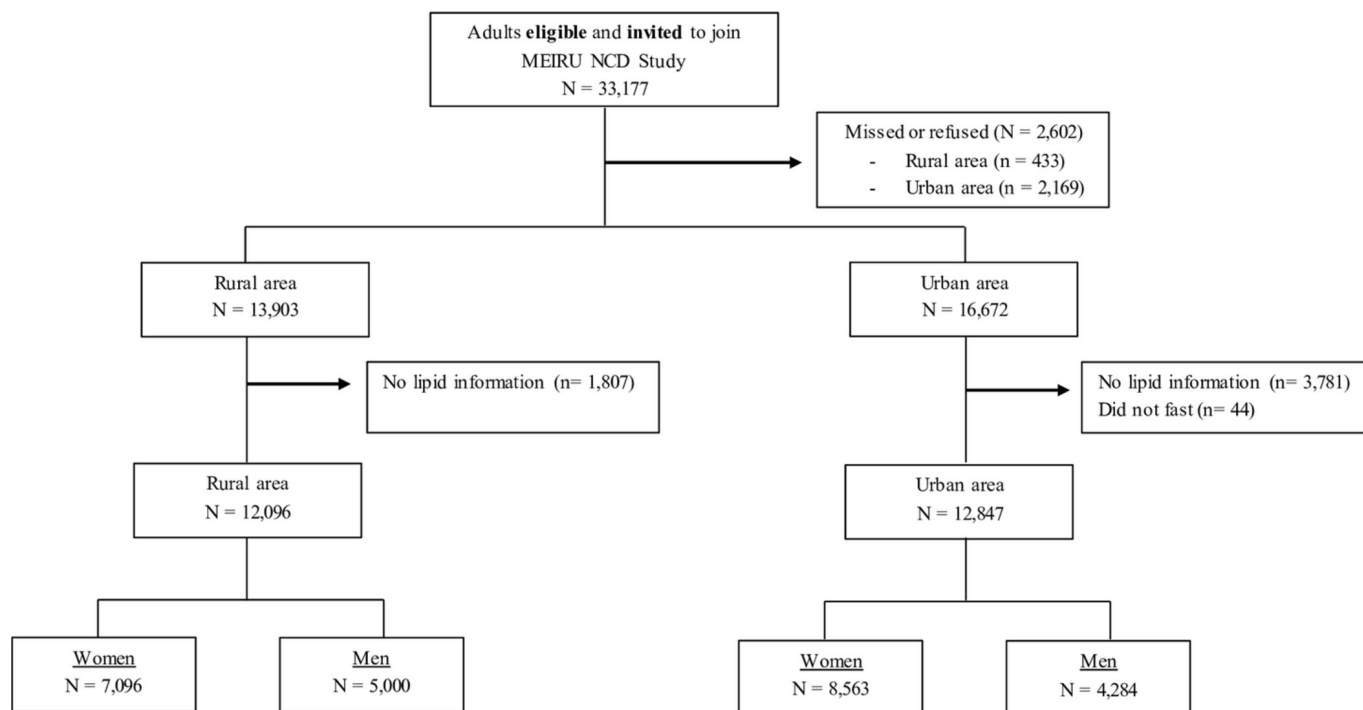 Adults eligible and invited to join
MEIRU NCD Study
N = 33,177
Missed or refused (N = 2,602)
- Rural area (n = 433)
- Urban area (n = 2,169)
Rural area
N = 13,903
Urban area
N = 16,672
No lipid information (n= 1,807)
No lipid information (n= 3,781)
Did not fast (n= 44)
Rural area
N = 12,096
Urban area
N = 12,847
Women
N = 7,096
Men
N = 5,000
Women
N = 8,563
Men
N = 4,284